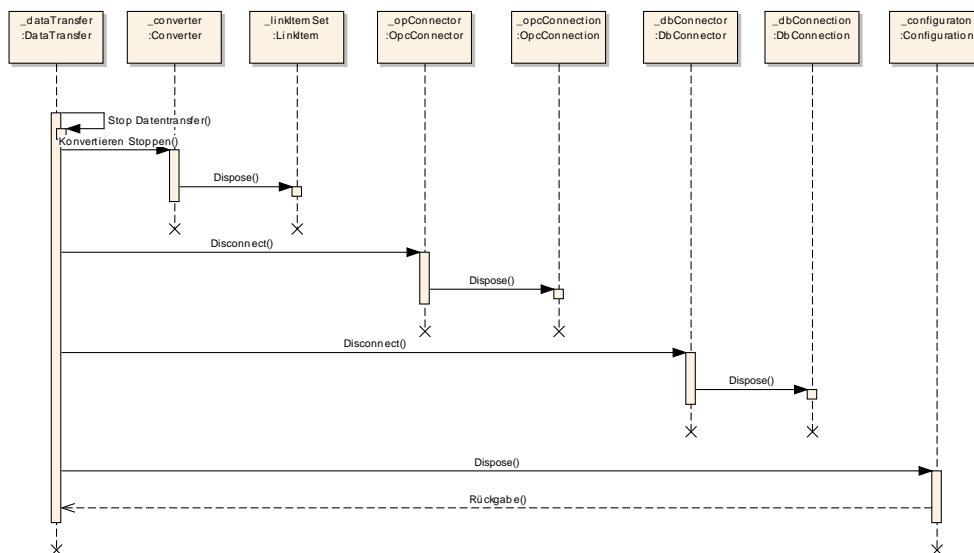 _dataTransfer
:DataTransfer
_converter
:Converter
_linkItemSet
:LinkItem
_opConnector
:OpcConnector
_opcConnection
:OpcConnection
_dbConnector
:DbConnector
_dbConnection
:DbConnection
_configuraton
:Configuration
Stop Datentransfer()
Konvertieren Stoppen()
Dispose()
Disconnect()
Dispose()
Disconnect()
Dispose()
Dispose()
Rückgabe()